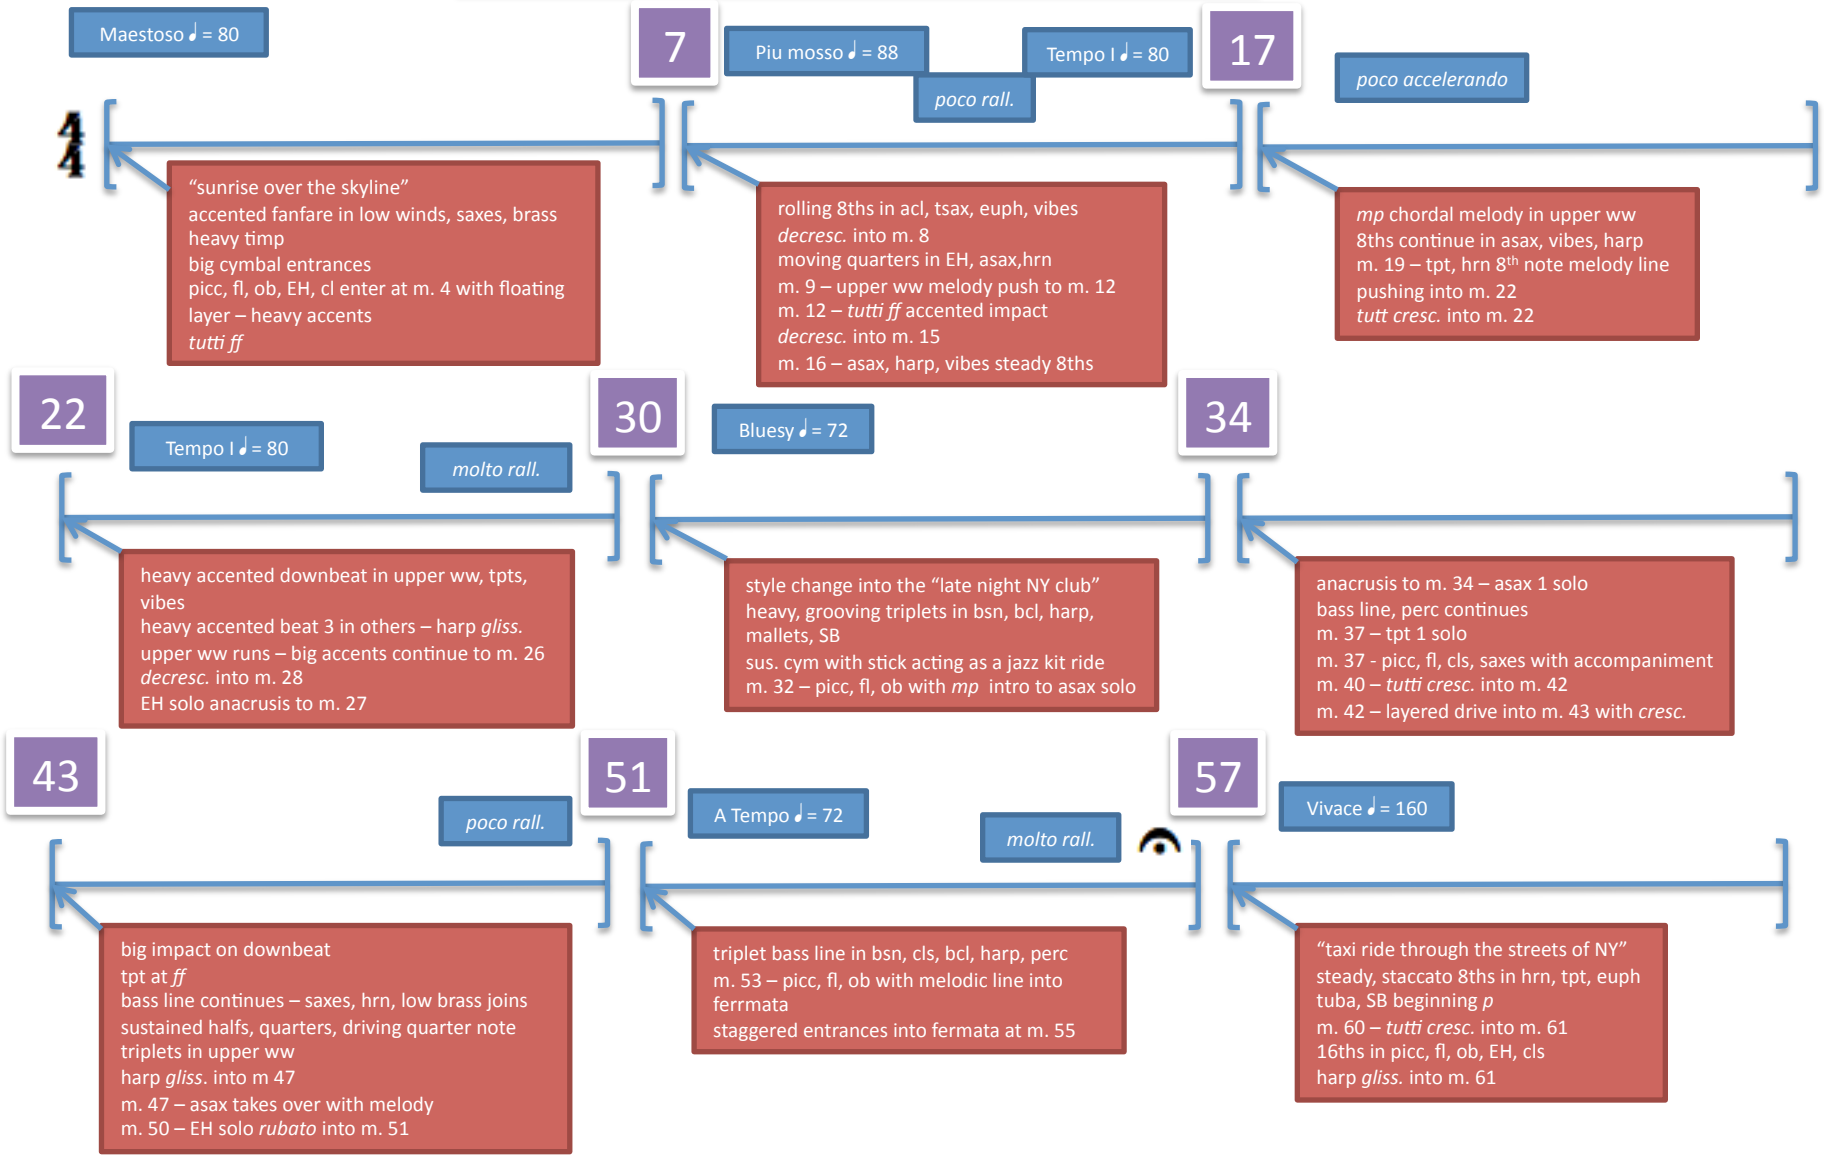 Maestoso ♩ = 80
7
Piu mosso ♩ = 88
poco rall.
Tempo I ♩ = 80
17
poco accelerando
4
4
“sunrise over the skyline”
accented fanfare in low winds, saxes, brass
heavy timp
big cymbal entrances
picc, fl, ob, EH, cl enter at m. 4 with floating
layer – heavy accents
tutti ff
rolling 8ths in acl, tsax, euph, vibes
decresc. into m. 8
moving quarters in EH, asax,hrn
m. 9 – upper ww melody push to m. 12
m. 12 – tutti ff accented impact
decresc. into m. 15
m. 16 – asax, harp, vibes steady 8ths
mp chordal melody in upper ww
8ths continue in asax, vibes, harp
m. 19 – tpt, hrn 8th note melody line
pushing into m. 22
tutt cresc. into m. 22
22
Tempo I ♩ = 80
molto rall.
30
Bluesy ♩ = 72
34
heavy accented downbeat in upper ww, tpts,
vibes
heavy accented beat 3 in others – harp gliss.
upper ww runs – big accents continue to m. 26
decresc. into m. 28
EH solo anacrusis to m. 27
style change into the “late night NY club”
heavy, grooving triplets in bsn, bcl, harp,
mallets, SB
sus. cym with stick acting as a jazz kit ride
m. 32 – picc, fl, ob with mp intro to asax solo
anacrusis to m. 34 – asax 1 solo
bass line, perc continues
m. 37 – tpt 1 solo
m. 37 - picc, fl, cls, saxes with accompaniment
m. 40 – tutti cresc. into m. 42
m. 42 – layered drive into m. 43 with cresc.
43
poco rall.
51
A Tempo ♩ = 72
molto rall.
57
Vivace ♩ = 160
big impact on downbeat
tpt at ff
bass line continues – saxes, hrn, low brass joins
sustained halfs, quarters, driving quarter note
triplets in upper ww
harp gliss. into m 47
m. 47 – asax takes over with melody
m. 50 – EH solo rubato into m. 51
triplet bass line in bsn, cls, bcl, harp, perc
m. 53 – picc, fl, ob with melodic line into
ferrmata
staggered entrances into fermata at m. 55
“taxi ride through the streets of NY”
steady, staccato 8ths in hrn, tpt, euph
tuba, SB beginning p
m. 60 – tutti cresc. into m. 61
16ths in picc, fl, ob, EH, cls
harp gliss. into m. 61